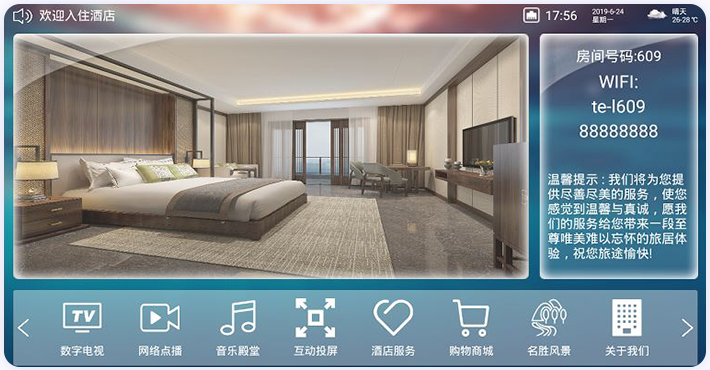 欢迎入住酒店
17:56
2019-6-24
星期一
晴天
26-28℃
房间号码:609
WIFI:
te-l609
88888888
温馨提示:我们将为您提
供尽善尽美的服务，使您
感觉到温馨与真诚，愿我
们的服务给您带来一段至
尊唯美难以忘怀的旅居体
验，祝您旅途愉快!
TV
数字电视
网络点播
音乐殿堂
互动投屏
酒店服务
购物商城
名胜风景
关于我们